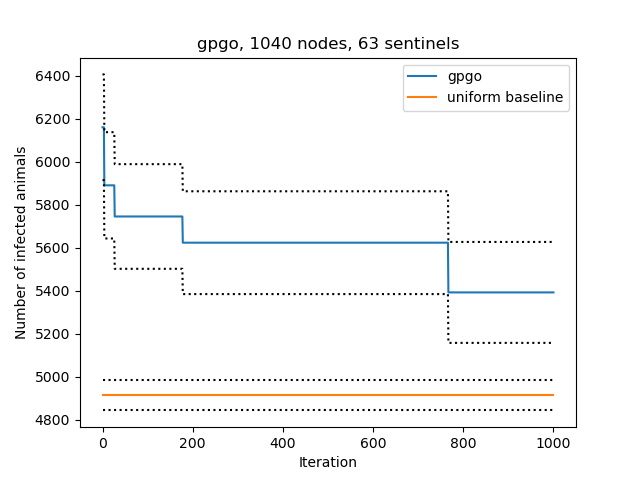 gpgo, 1040 nodes, 63 sentinels
gpgo
uniform baseline
Number of infected animals
6400
6200
6000
5800
5600
5400
5200
5000
4800
0 200 400 600 800 1000
Iteration